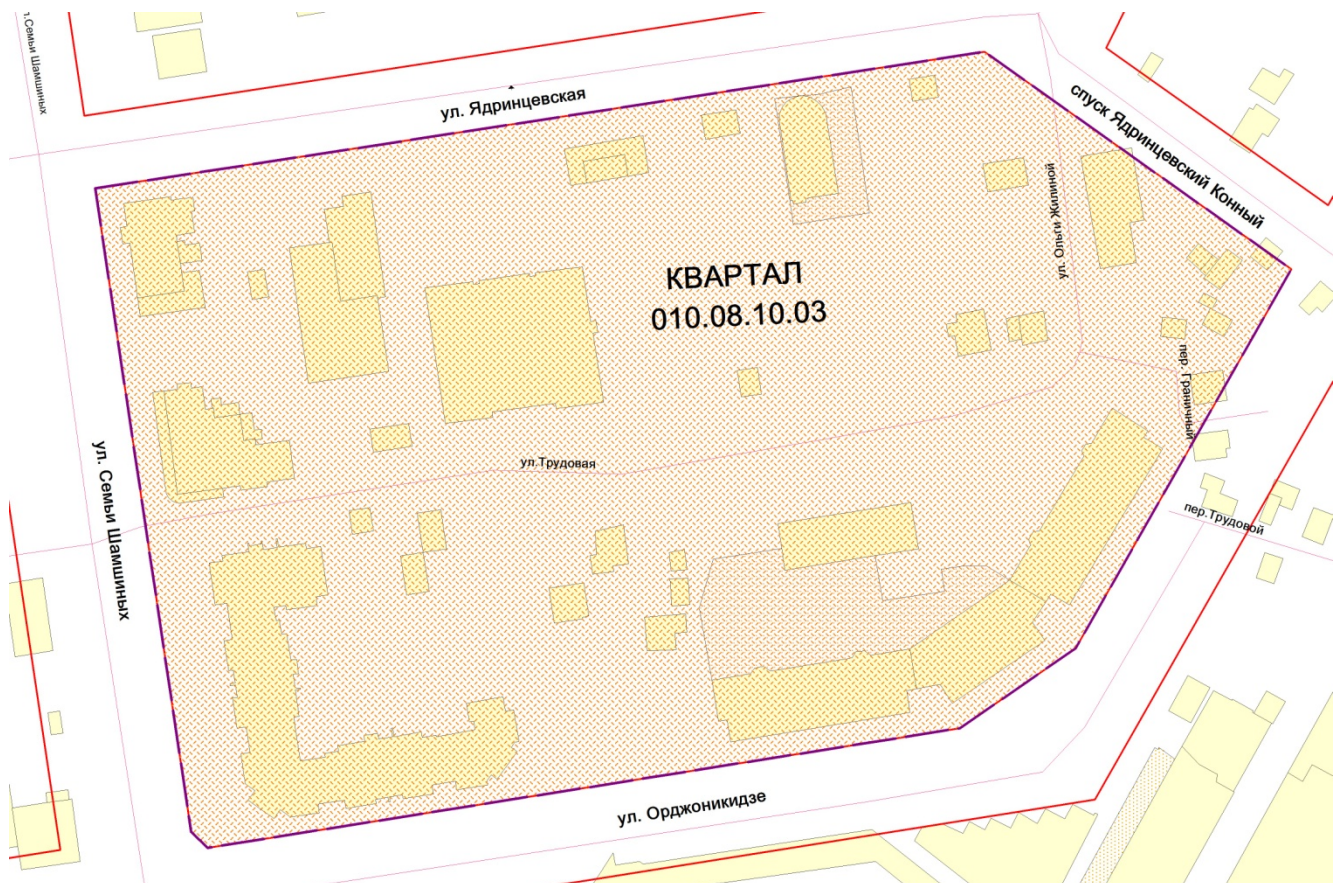 л.Семьи Шамшиных
ул. Ядринцевская
спуск Ядринцевский Конный
ул. Ольги Жилиной
КВАРТАЛ
010.08.10.03
пер. Граничный
ул. Семьи Шамшиных
ул.Трудовая
пер.Трудовой
ул. Орджоникидзе